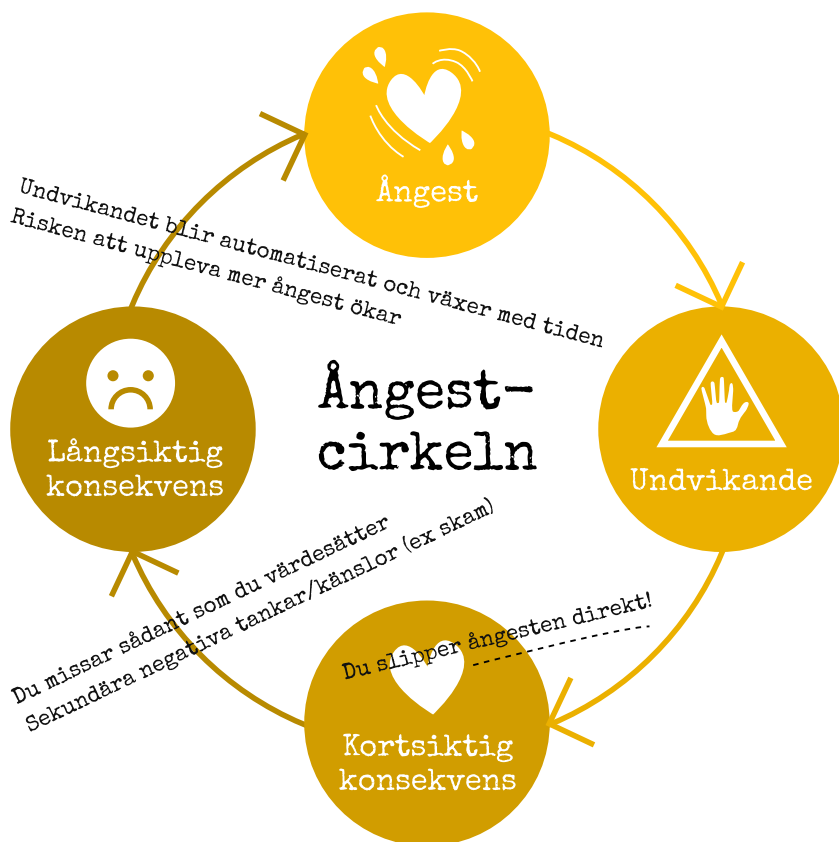 Ångest
Undvikandet blir automatiserat och växer med tiden
Risken att uppleva mer ångest ökar
Ångest-
cirkeln
Långsiktig
konsekvens
Undvikande
Du missar sådant som du värdesätter
Sekundära negativa tankar/känslor (ex skam)
Du slipper ångesten direkt!
Kortsiktig
konsekvens